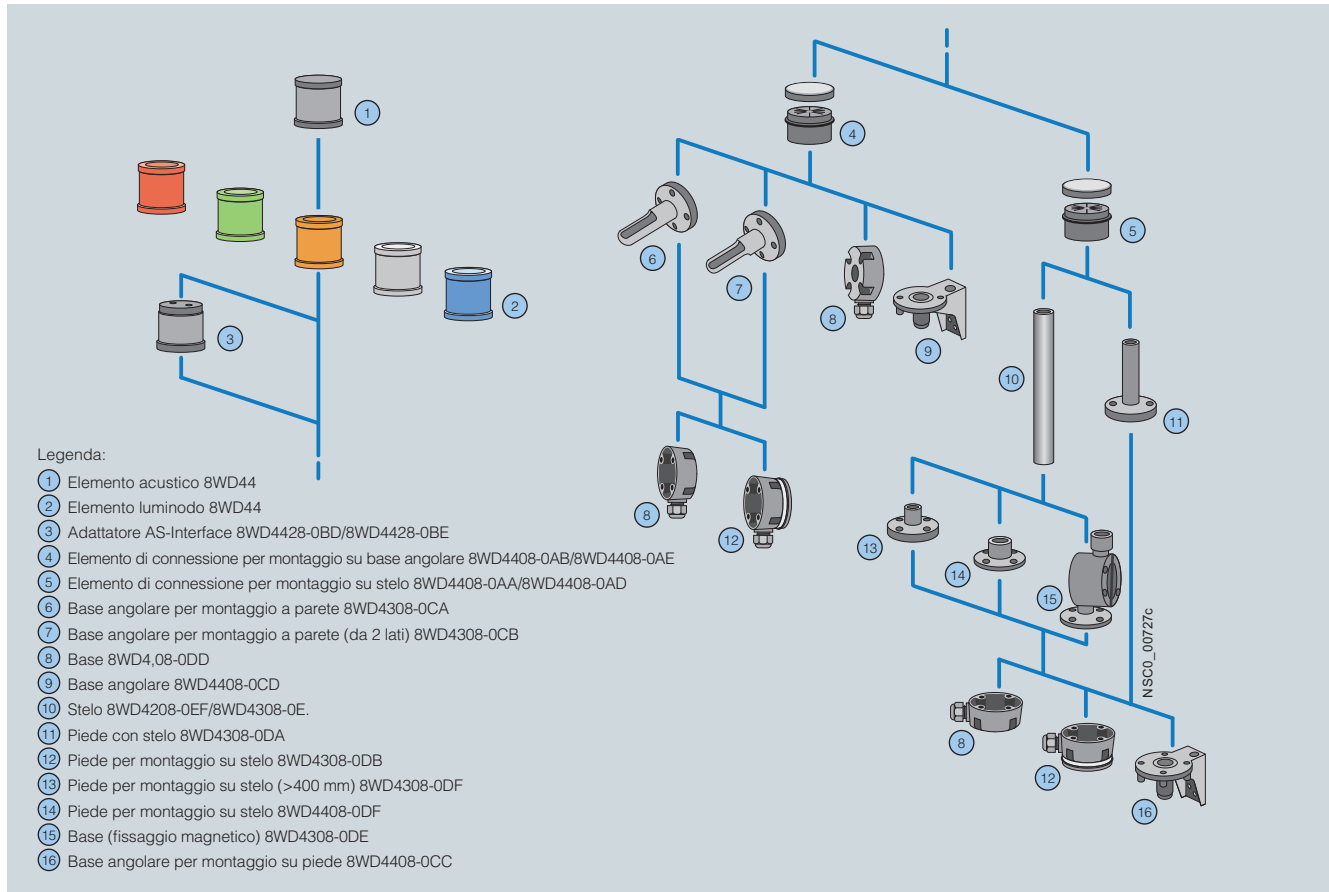 1
4
5
2
3
6
7
8
9
10
11
8
12
13
14
15
NSC0_00727c
8
12
16
Legenda:
1 Elemento acustico 8WD44
2 Elemento luminodo 8WD44
3 Adattatore AS-Interface 8WD4428-0BD/8WD4428-0BE
4 Elemento di connessione per montaggio su base angolare 8WD4408-0AB/8WD4408-0AE
5 Elemento di connessione per montaggio su stelo 8WD4408-0AA/8WD4408-0AD
6 Base angolare per montaggio a parete 8WD4308-0CA
7 Base angolare per montaggio a parete (da 2 lati) 8WD4308-0CB
8 Base 8WD4,08-0DD
9 Base angolare 8WD4408-0CD
10 Stelo 8WD4208-0EF/8WD4308-0E.
11 Piede con stelo 8WD4308-0DA
12 Piede per montaggio su stelo 8WD4308-0DB
13 Piede per montaggio su stelo (>400 mm) 8WD4308-0DF
14 Piede per montaggio su stelo 8WD4408-0DF
15 Base (fissaggio magnetico) 8WD4308-0DE
16 Base angolare per montaggio su piede 8WD4408-0CC